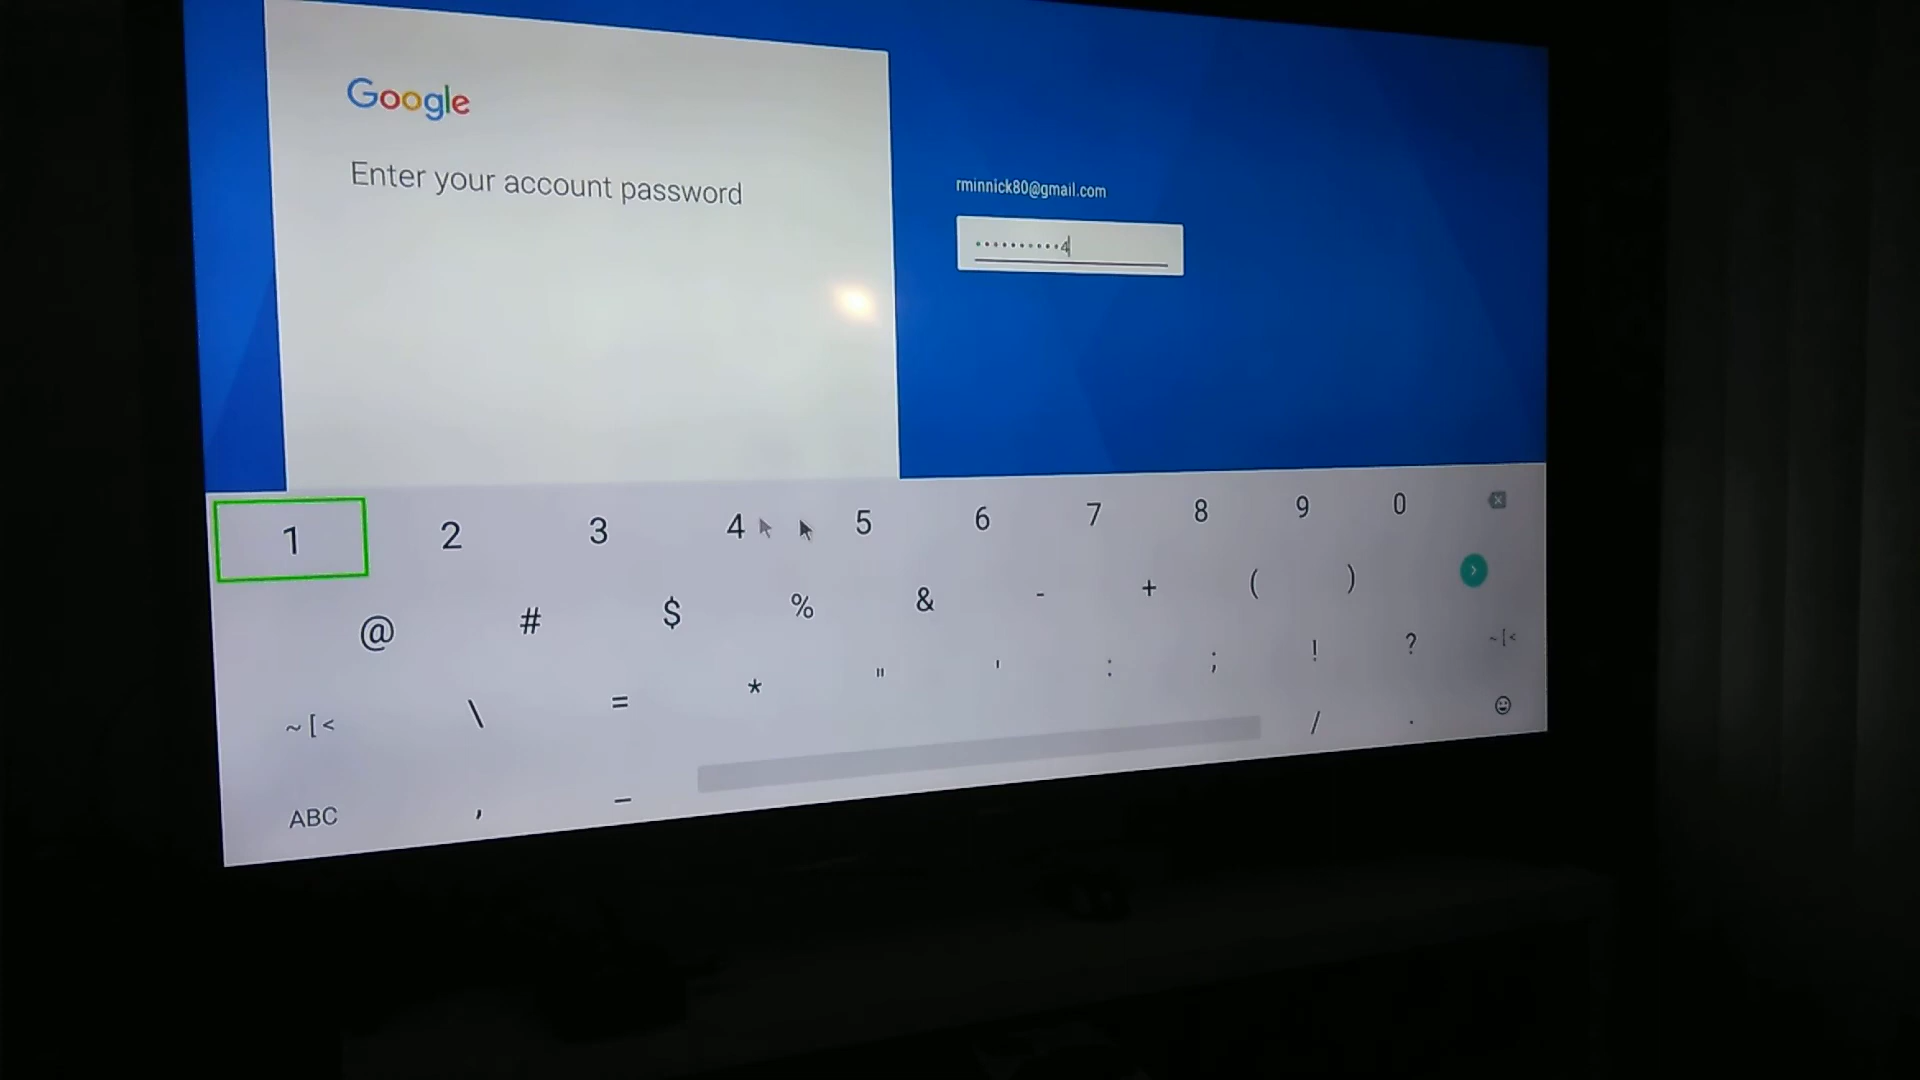 Google
Enter your account password
rminnick80@gmail.com
••••••••••4
1 2 3 4 5 6 7 8 9 0
@ # $ % & - + ( )
~[< \ = * " ' : ; ! ? ~[<
ABC , _ / .